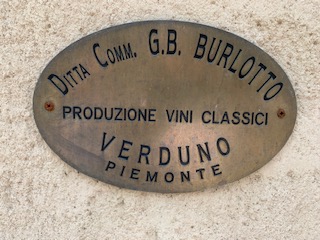 DITTA COMM. G.B. BURLOTTO
PRODUZIONE VINI CLASSICI
VERDUNO
PIEMONTE